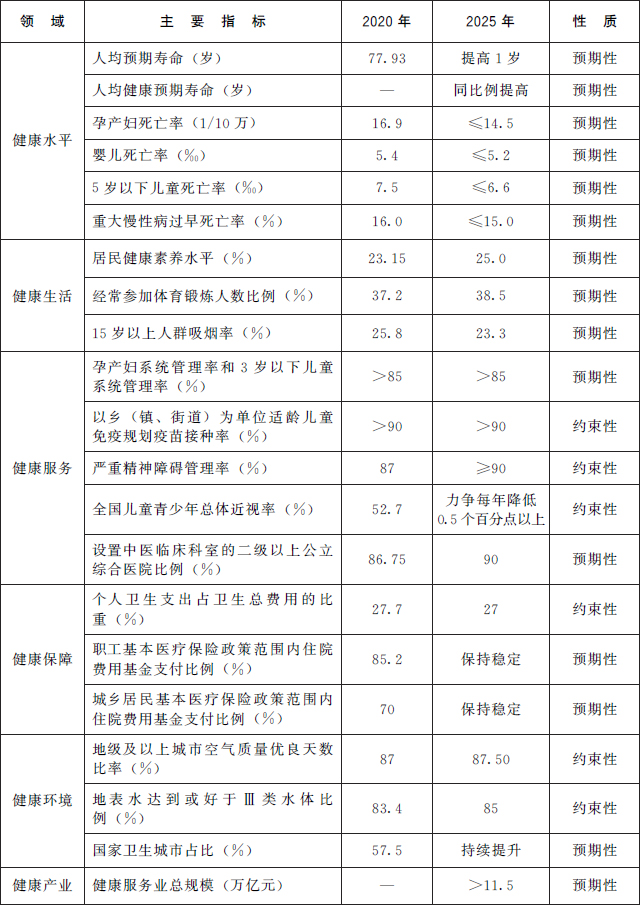 领域 主要指标 2020年 2025年 性质
健康水平
人均预期寿命（岁） 77.93 提高1岁 预期性
人均健康预期寿命（岁） — 同比例提高 预期性
孕产妇死亡率（1/10万） 16.9 ≤14.5 预期性
婴儿死亡率（‰） 5.4 ≤5.2 预期性
5岁以下儿童死亡率（‰） 7.5 ≤6.6 预期性
重大慢性病过早死亡率（%） 16.0 ≤15.0 预期性
健康生活
居民健康素养水平（%） 23.15 25.0 预期性
经常参加体育锻炼人数比例（%） 37.2 38.5 预期性
15岁以上人群吸烟率（%） 25.8 23.3 预期性
健康服务
孕产妇系统管理率和3岁以下儿童
系统管理率（%） >85 >85 预期性
以乡（镇、街道）为单位适龄儿童
免疫规划疫苗接种率（%） >90 >90 约束性
严重精神障碍管理率（%） 87 ≥90 约束性
全国儿童青少年总体近视率（%） 52.7 力争每年降低
0.5个百分点以上 约束性
设置中医临床科室的二级以上公立
综合医院比例（%） 86.75 90 预期性
健康保障
个人卫生支出占卫生总费用的比
重（%） 27.7 27 约束性
职工基本医疗保险政策范围内住院
费用基金支付比例（%） 85.2 保持稳定 预期性
城乡居民基本医疗保险政策范围内
住院费用基金支付比例（%） 70 保持稳定 预期性
健康环境
地级及以上城市空气质量优良天数
比率（%） 87 87.50 约束性
地表水达到或好于Ⅲ类水体比
例（%） 83.4 85 约束性
国家卫生城市占比（%） 57.5 持续提升 预期性
健康产业 健康服务业总规模（万亿元） — >11.5 预期性